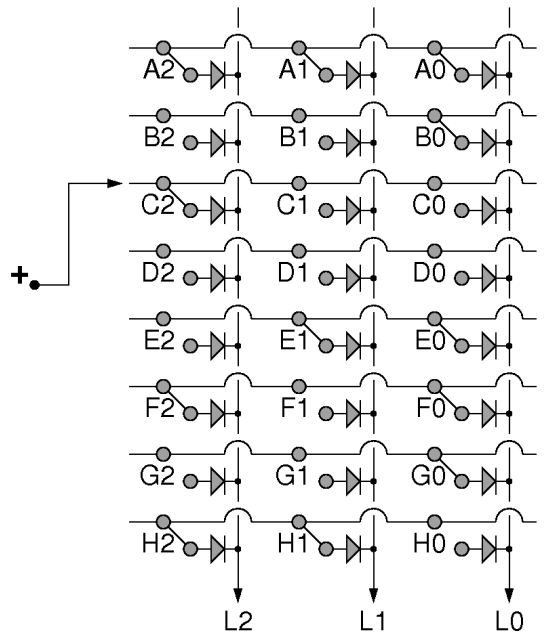 A2 A1 A0
B2 B1 B0
C2 C1 C0
+
D2 D1 D0
E2 E1 E0
F2 F1 F0
G2 G1 G0
H2 H1 H0
L2 L1 L0